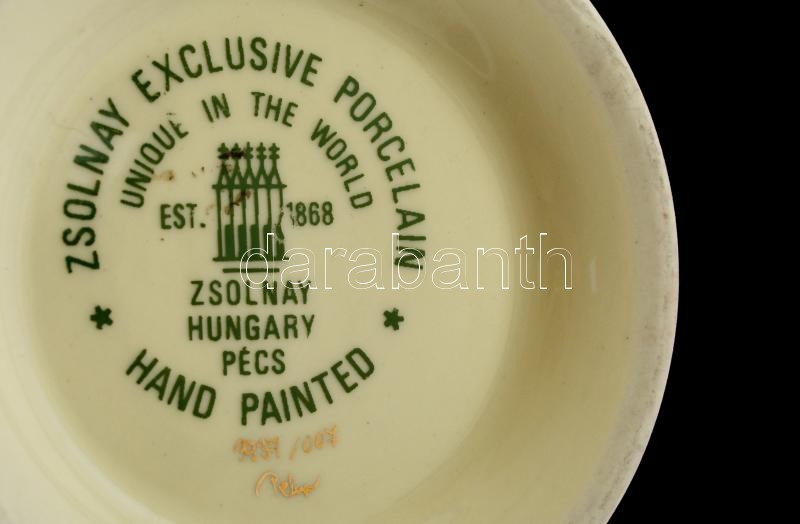 ZSOLNAY EXCLUSIVE PORCELAIN
UNIQUE IN THE WORLD
EST. 1868
ZSOLNAY
HUNGARY
PÉCS
* HAND PAINTED *
darabanth